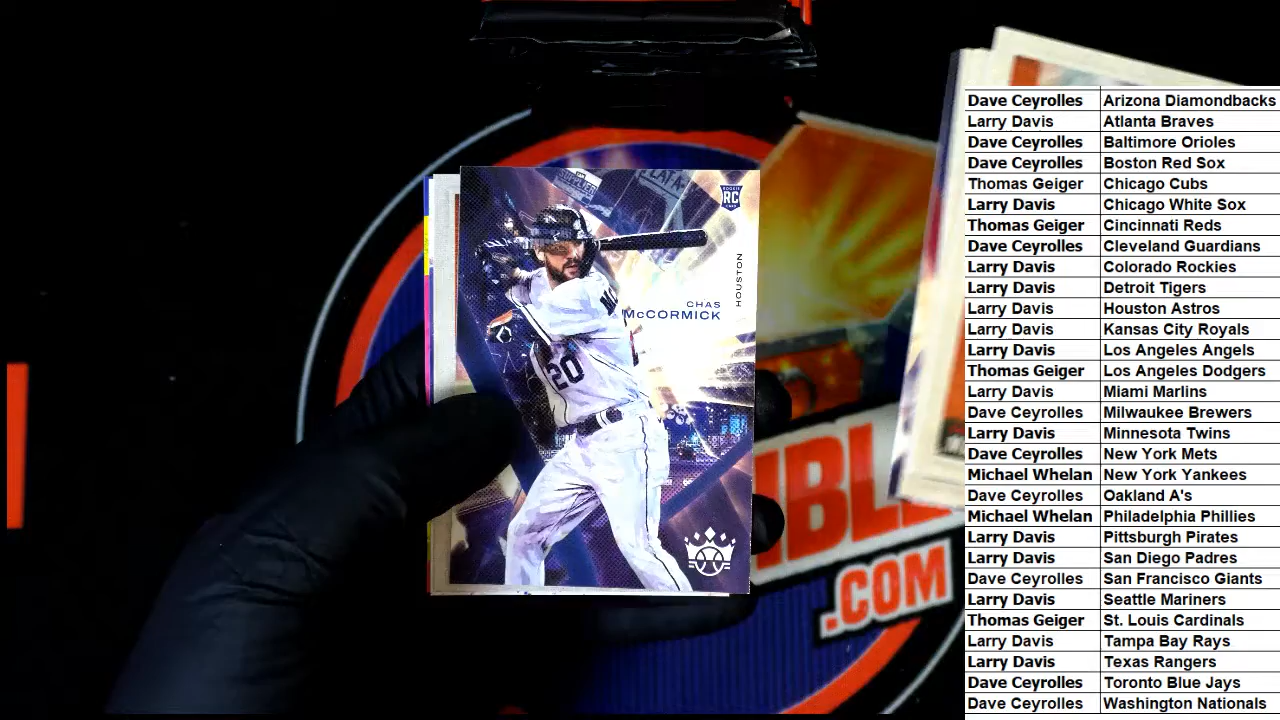 ROOKIE
RC
CARD
HOUSTON
CHAS
McCORMICK
20
.COM
Dave Ceyrolles Arizona Diamondbacks
Larry Davis Atlanta Braves
Dave Ceyrolles Baltimore Orioles
Dave Ceyrolles Boston Red Sox
Thomas Geiger Chicago Cubs
Larry Davis Chicago White Sox
Thomas Geiger Cincinnati Reds
Dave Ceyrolles Cleveland Guardians
Larry Davis Colorado Rockies
Larry Davis Detroit Tigers
Larry Davis Houston Astros
Larry Davis Kansas City Royals
Larry Davis Los Angeles Angels
Thomas Geiger Los Angeles Dodgers
Larry Davis Miami Marlins
Dave Ceyrolles Milwaukee Brewers
Larry Davis Minnesota Twins
Dave Ceyrolles New York Mets
Michael Whelan New York Yankees
Dave Ceyrolles Oakland A's
Michael Whelan Philadelphia Phillies
Larry Davis Pittsburgh Pirates
Larry Davis San Diego Padres
Dave Ceyrolles San Francisco Giants
Larry Davis Seattle Mariners
Thomas Geiger St. Louis Cardinals
Larry Davis Tampa Bay Rays
Larry Davis Texas Rangers
Dave Ceyrolles Toronto Blue Jays
Dave Ceyrolles Washington Nationals